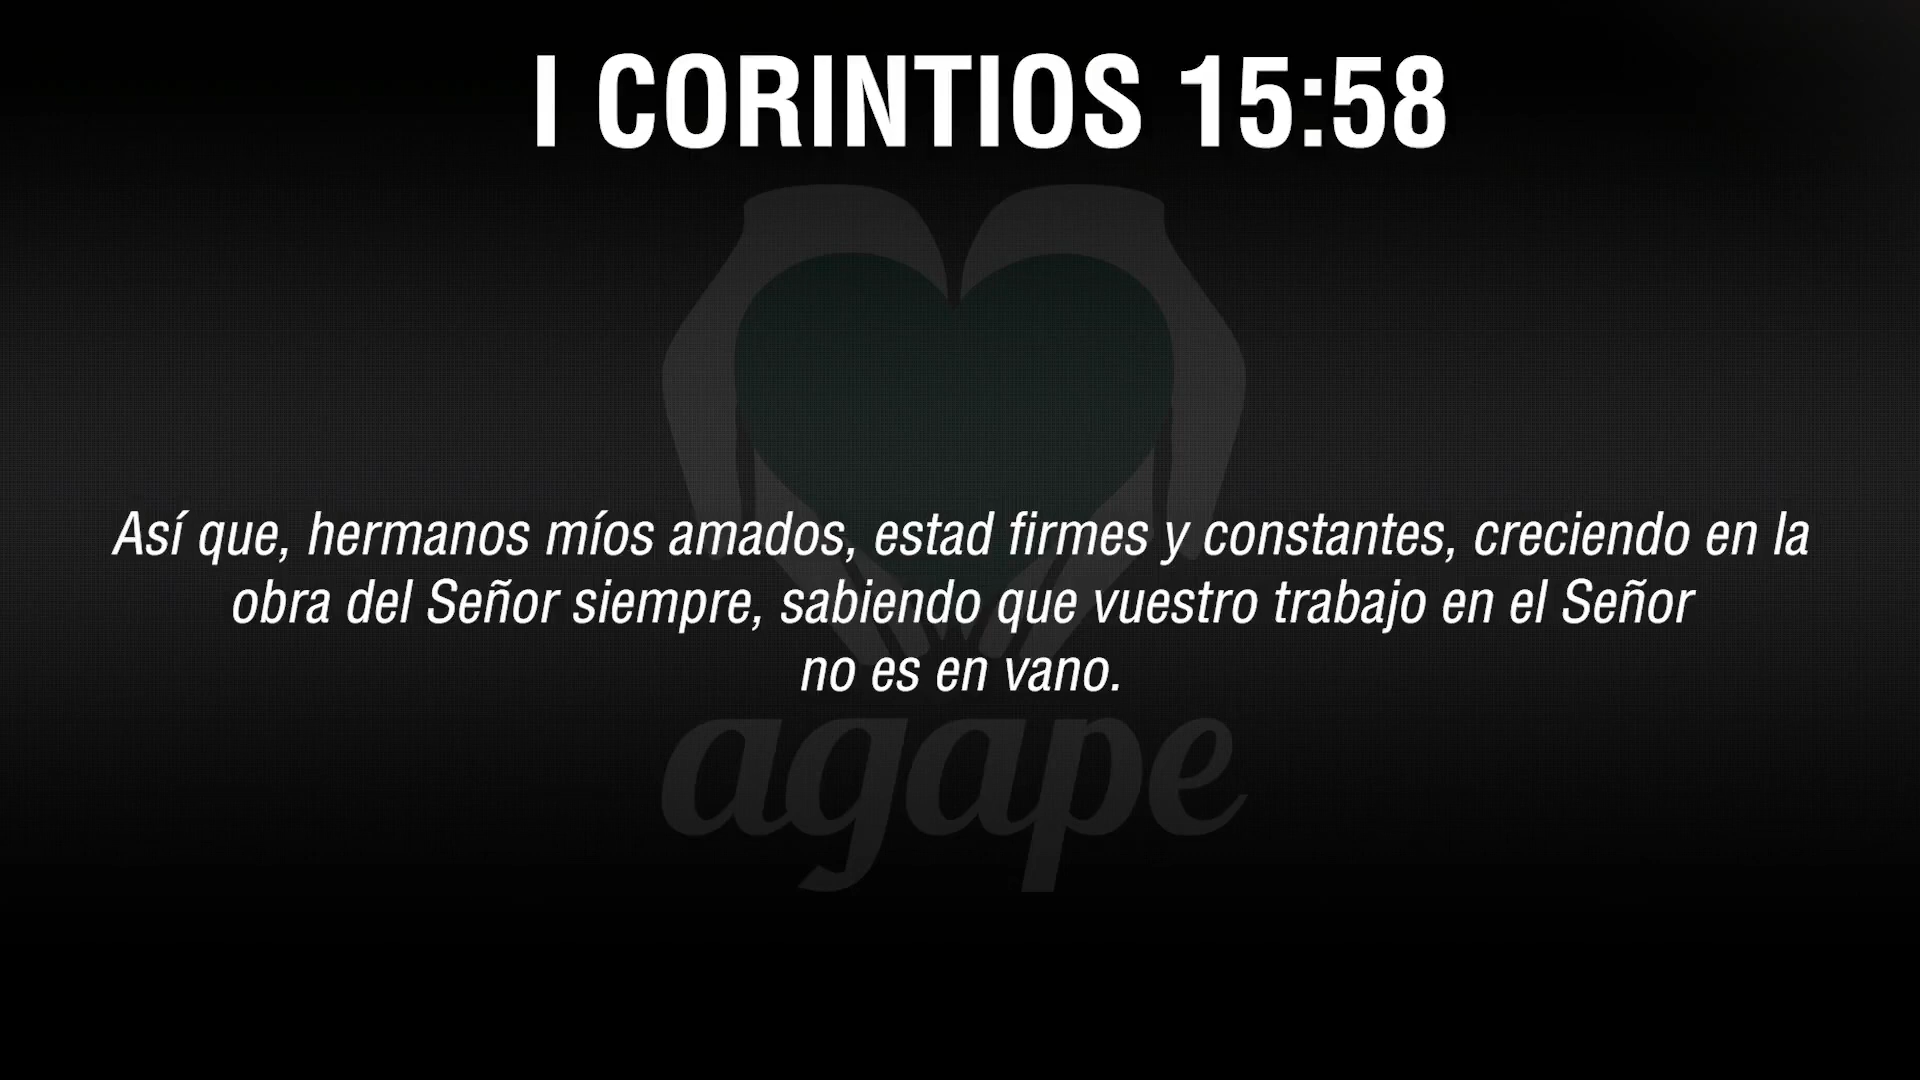 I CORINTIOS 15:58
Así que, hermanos míos amados, estad firmes y constantes, creciendo en la
obra del Señor siempre, sabiendo que vuestro trabajo en el Señor
no es en vano.
agape